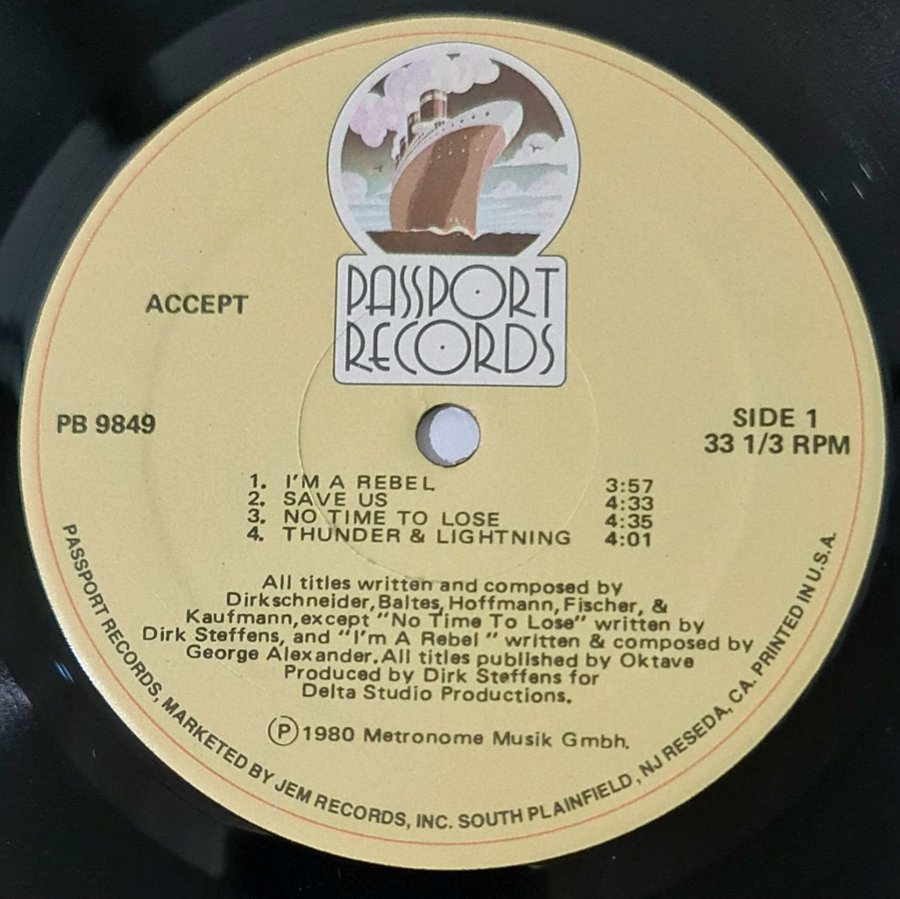 PASSPORT
RECORDS
ACCEPT
PB 9849
SIDE 1
33 1/3 RPM
1. I'M A REBEL 3:57
2. SAVE US 4:33
3. NO TIME TO LOSE 4:35
4. THUNDER & LIGHTNING 4:01
All titles written and composed by
Dirkschneider, Baltes, Hoffmann, Fischer, &
Kaufmann, except "No Time To Lose" written by
Dirk Steffens, and "I'm A Rebel" written & composed by
George Alexander. All titles published by Oktave
Produced by Dirk Steffens for
Delta Studio Productions.
Ⓟ1980 Metronome Musik Gmbh.
PASSPORT RECORDS, MARKETED BY JEM RECORDS, INC. SOUTH PLAINFIELD, NJ RESEDA, CA. PRINTED IN U.S.A.